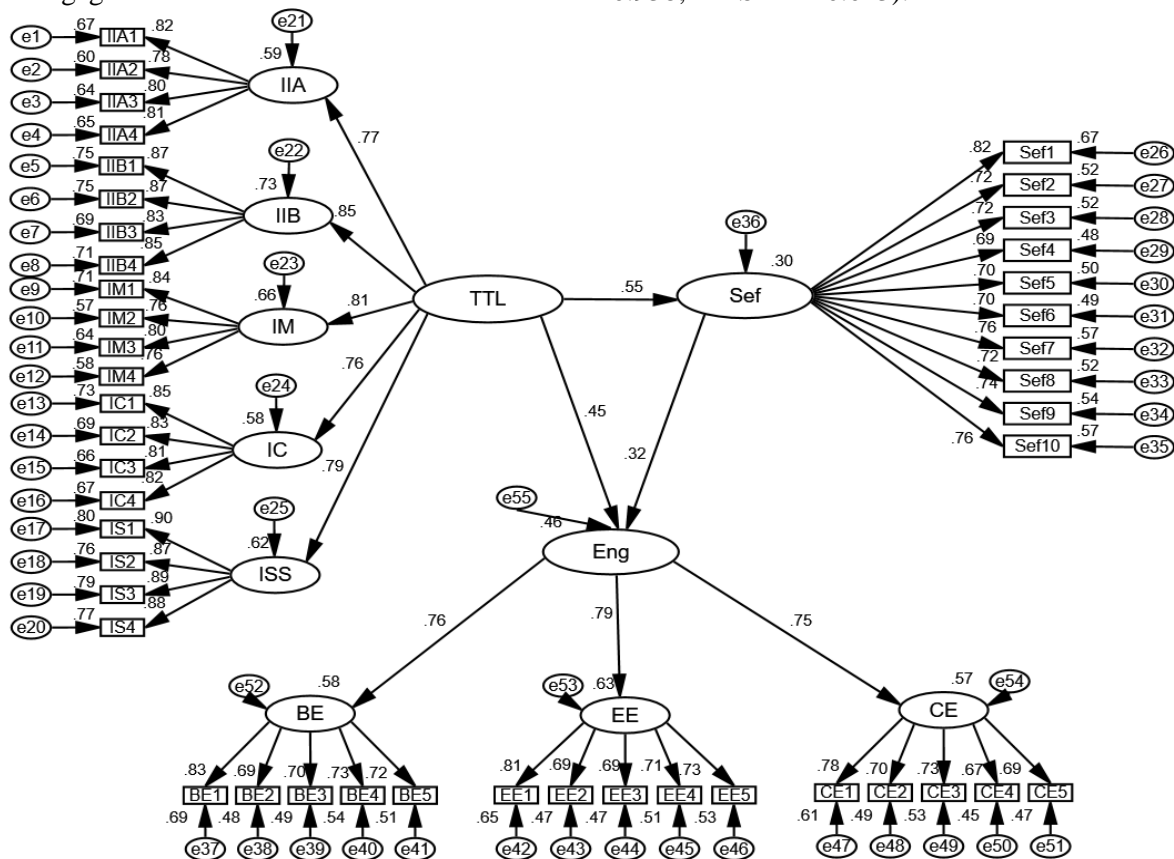 e21
e1 .67 IIA1 .82
.59
e2 .60 IIA2 .78
IIA
e3 .64 IIA3 .80
e4 .65 IIA4 .81
.77
e22
e5 .75 IIB1 .87
.73
e6 .75 IIB2 .87
IIB
.85
e7 .69 IIB3 .83
e8 .71 IIB4 .85
e23
e9 .71 IM1 .84
.66
e10 .57 IM2 .76
IM
.81
e11 .64 IM3 .80
e12 .58 IM4 .76
.76
e24
e13 .73 IC1 .85
.58
e14 .69 IC2 .83
IC
e15 .66 IC3 .81
.79
e16 .67 IC4 .82
e25
e17 .80 IS1 .90
.62
e18 .76 IS2 .87
ISS
e19 .79 IS3 .89
e20 .77 IS4 .88
TTL
.55
e36
.30
Sef
.82 Sef1 .67 e26
.72 Sef2 .52 e27
.72 Sef3 .52 e28
.69 Sef4 .48 e29
.70 Sef5 .50 e30
.70 Sef6 .49 e31
.76 Sef7 .57 e32
.72 Sef8 .52 e33
.74 Sef9 .54 e34
.76 Sef10 .57 e35
.45
.32
e55
.46
Eng
.76
.79
.75
e52
.58
BE
e53
.63
EE
.57
e54
CE
.83 .69 .70 .73 .72
BE1 BE2 BE3 BE4 BE5
.69 .48 .49 .54 .51
e37 e38 e39 e40 e41
.81 .69 .69 .71 .73
EE1 EE2 EE3 EE4 EE5
.65 .47 .47 .51 .53
e42 e43 e44 e45 e46
.78 .70 .73 .67 .69
CE1 CE2 CE3 CE4 CE5
.61 .49 .53 .45 .47
e47 e48 e49 e50 e51